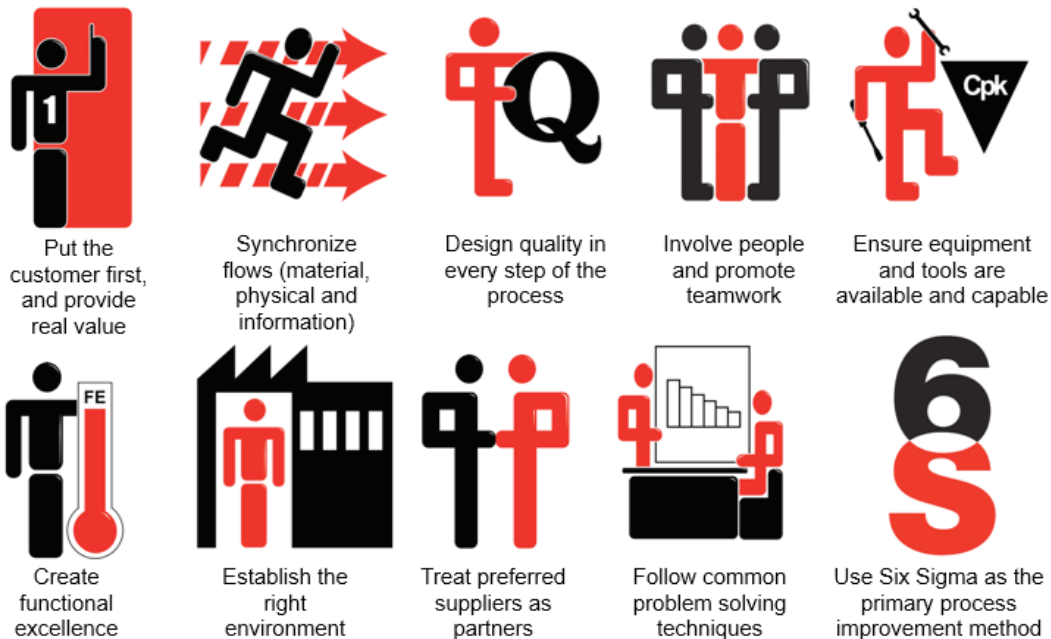 1
Q
Cpk
Put the
customer first,
and provide
real value
Synchronize
flows (material,
physical and
information)
Design quality in
every step of the
process
Involve people
and promote
teamwork
Ensure equipment
and tools are
available and capable
FE
6
S
Create
functional
excellence
Establish the
right
environment
Treat preferred
suppliers as
partners
Follow common
problem solving
techniques
Use Six Sigma as the
primary process
improvement method